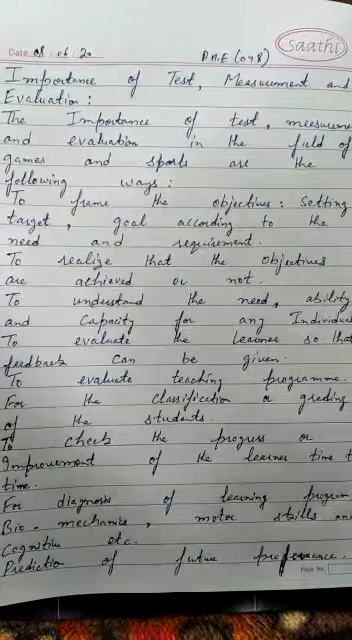 Saathi
Date 08.06.20
P.H.E (048)
Importance of Test, Measurement and
Evaluation:
The Importance of test, measureme
and evaluation in the field of
games and sports are the
following ways:
To frame the objectives: Setting
target, goal according to the
need and requirement.
To realize that the objectives
are achieved or not.
To understand the need, ability
and Capacity for any Individual
To evaluate the learner so that
feedback can be given.
To evaluate teaching programme.
For the classification or grading
of the students.
To check the progress or
Improvement of the learner time t
time.
For diagnosis of learning program
Bio-mechanics, motor skills and
Cognitive etc.
Prediction of future
Page No.